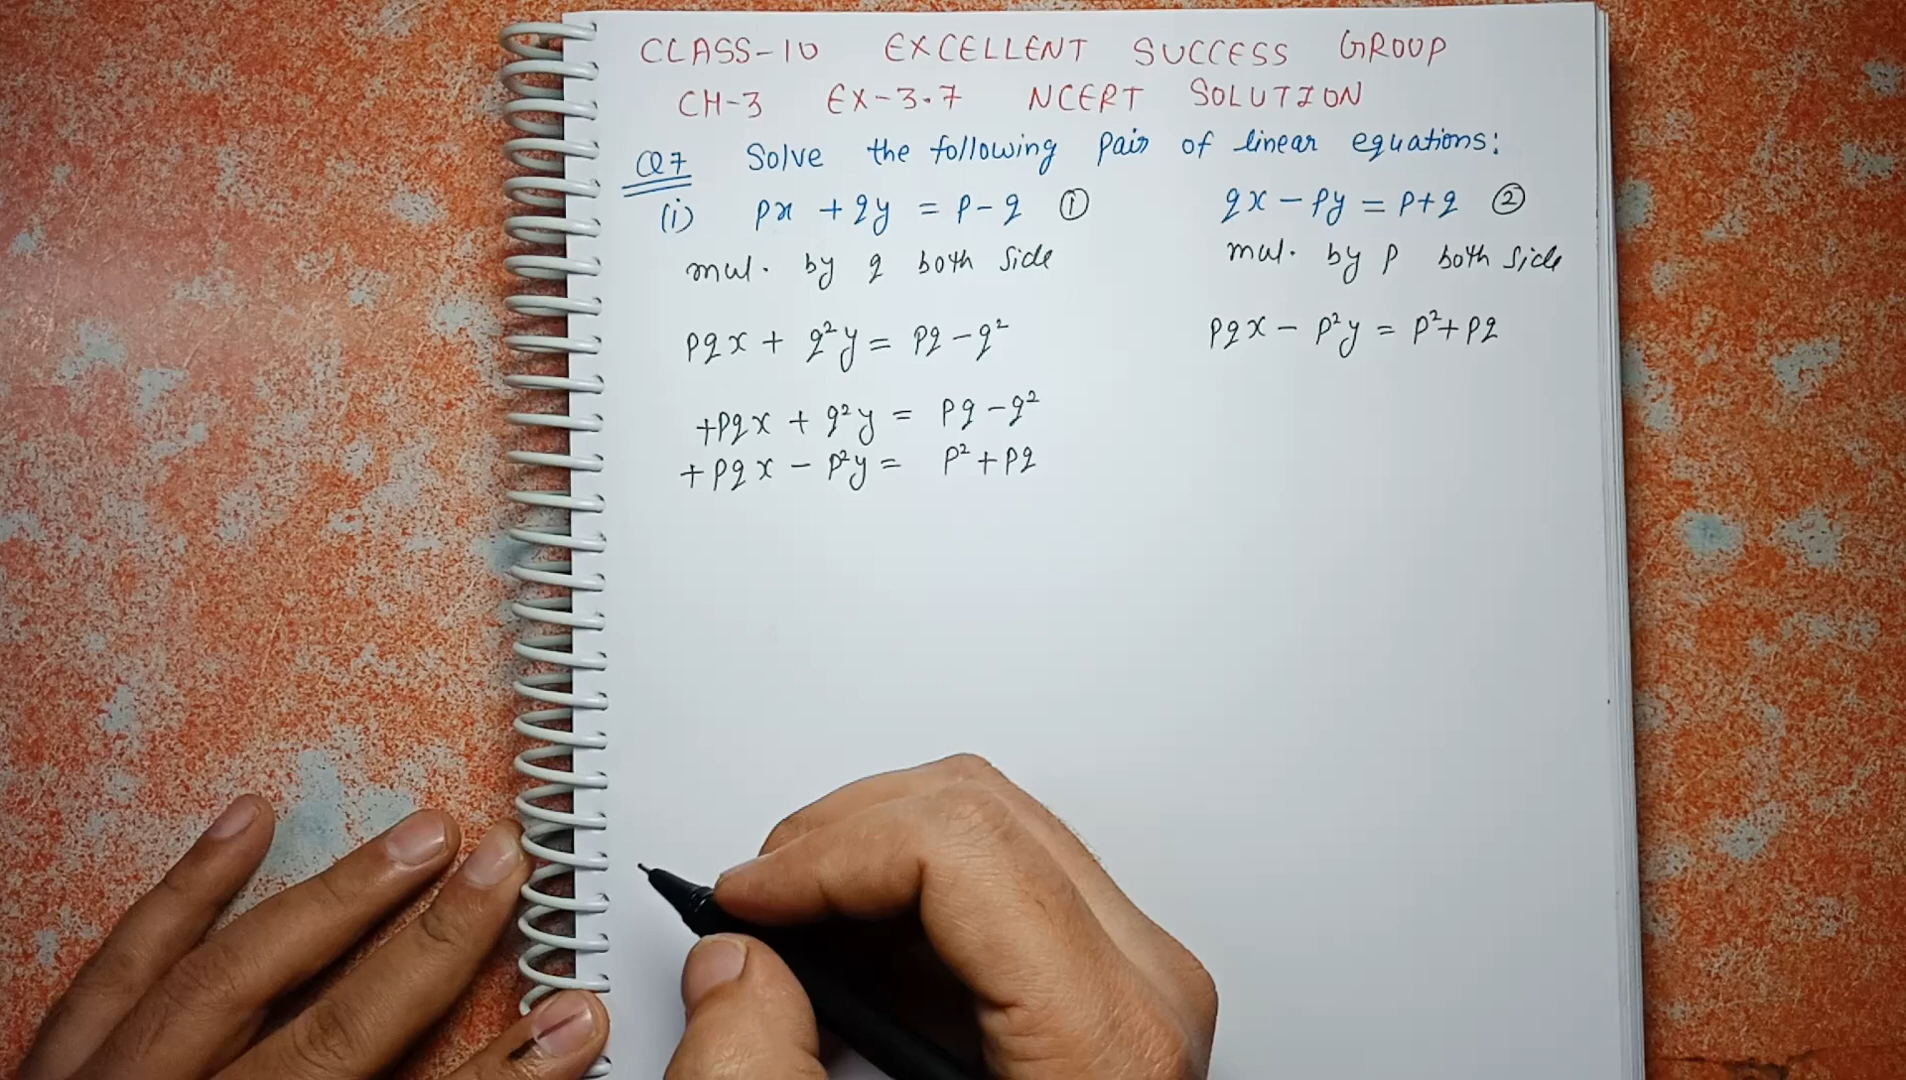 CLASS-10 EXCELLENT SUCCESS GROUP
CH-3 EX-3.7 NCERT SOLUTION
Q7 Solve the following pair of linear equations:
(i) px + qy = p-q ① qx - py = p+q ②
mul. by q both side mul. by p both side
pqx + q²y = pq - q² pqx - p²y = p²+pq
+pqx + q²y = pq - q²
+pqx - p²y = p² + pq